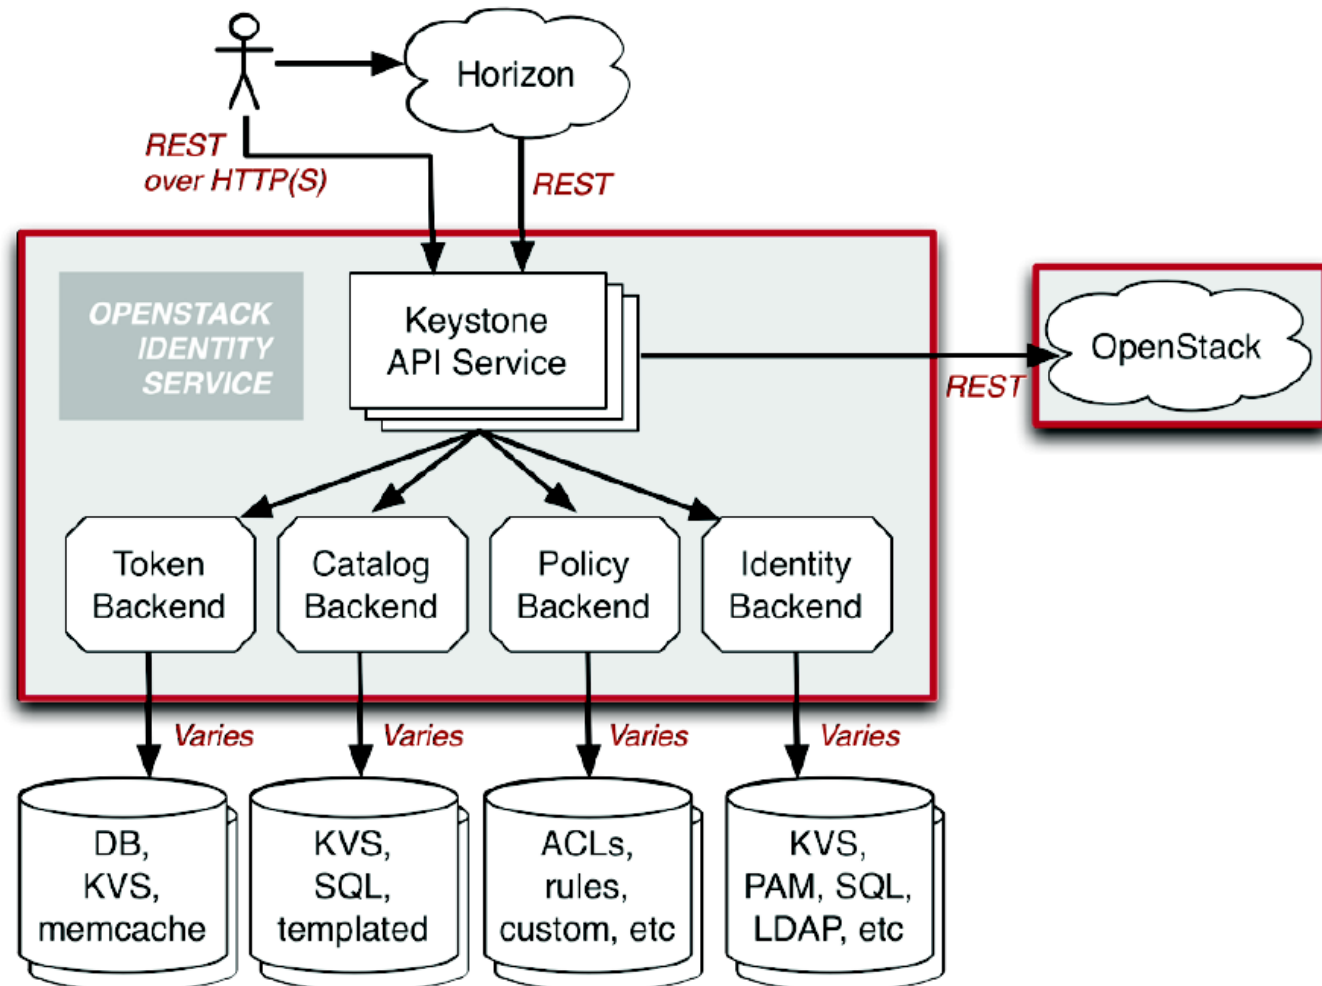 Horizon
REST
over HTTP(S)
REST
OPENSTACK
IDENTITY
SERVICE
Keystone
API Service
OpenStack
REST
Token
Backend
Catalog
Backend
Policy
Backend
Identity
Backend
Varies
Varies
Varies
Varies
DB,
KVS,
memcache
KVS,
SQL,
templated
ACLs,
rules,
custom, etc
KVS,
PAM, SQL,
LDAP, etc